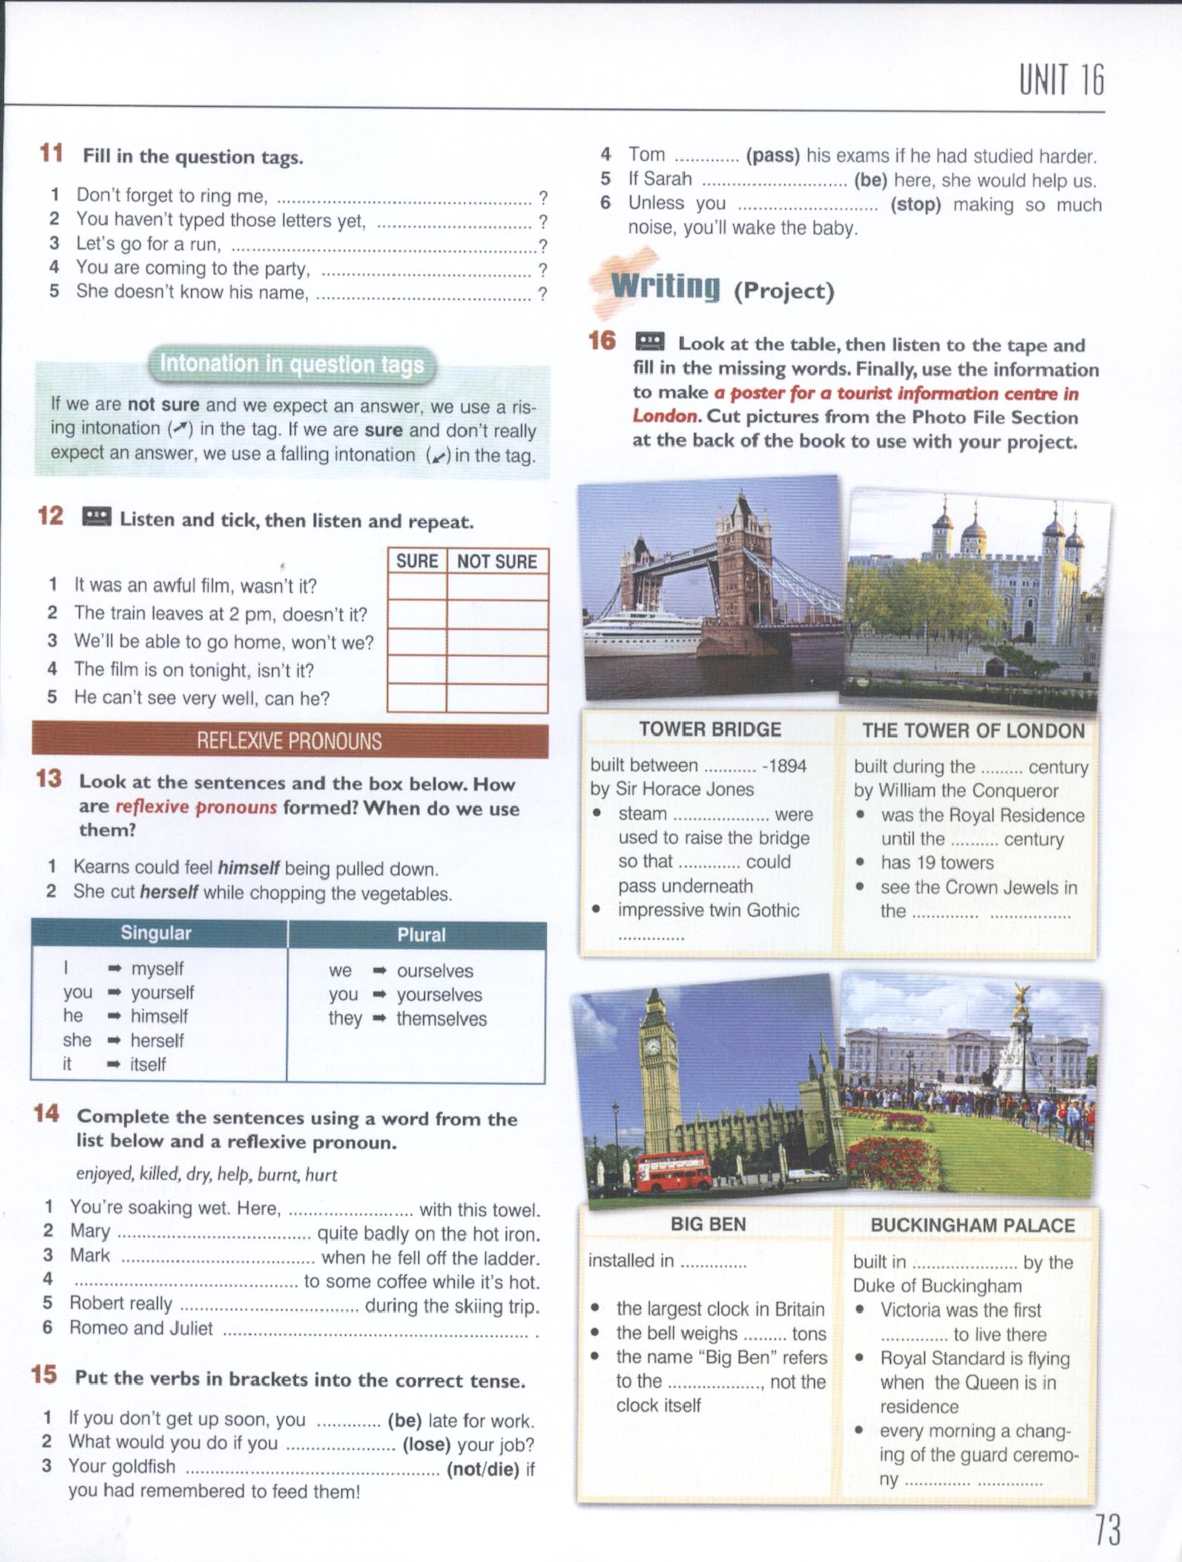 UNIT 16
11 Fill in the question tags.
1 Don't forget to ring me, ................................................ ?
2 You haven't typed those letters yet, ............................. ?
3 Let's go for a run, .........................................................?
4 You are coming to the party, ....................................... ?
5 She doesn't know his name, ........................................ ?
Intonation in question tags
If we are not sure and we expect an answer, we use a ris-
ing intonation (↗) in the tag. If we are sure and don't really
expect an answer, we use a falling intonation (↙) in the tag.
12 Listen and tick, then listen and repeat.
SURE NOT SURE
1 It was an awful film, wasn't it?
2 The train leaves at 2 pm, doesn't it?
3 We'll be able to go home, won't we?
4 The film is on tonight, isn't it?
5 He can't see very well, can he?
REFLEXIVE PRONOUNS
13 Look at the sentences and the box below. How
are reflexive pronouns formed? When do we use
them?
1 Kearns could feel himself being pulled down.
2 She cut herself while chopping the vegetables.
Singular Plural
I ➡ myself
you ➡ yourself
he ➡ himself
she ➡ herself
it ➡ itself
we ➡ ourselves
you ➡ yourselves
they ➡ themselves
14 Complete the sentences using a word from the
list below and a reflexive pronoun.
enjoyed, killed, dry, help, burnt, hurt
1 You're soaking wet. Here, ....................... with this towel.
2 Mary .................................... quite badly on the hot iron.
3 Mark .................................... when he fell off the ladder.
4 .......................................... to some coffee while it's hot.
5 Robert really ................................. during the skiing trip.
6 Romeo and Juliet ......................................................... .
15 Put the verbs in brackets into the correct tense.
1 If you don't get up soon, you ............ (be) late for work.
2 What would you do if you ..................... (lose) your job?
3 Your goldfish ................................................ (not/die) if
you had remembered to feed them!
4 Tom ............. (pass) his exams if he had studied harder.
5 If Sarah ............................ (be) here, she would help us.
6 Unless you ........................... (stop) making so much
noise, you'll wake the baby.
Writing (Project)
16 Look at the table, then listen to the tape and
fill in the missing words. Finally, use the information
to make a poster for a tourist information centre in
London. Cut pictures from the Photo File Section
at the back of the book to use with your project.
TOWER BRIDGE
built between ........... -1894
by Sir Horace Jones
• steam ................... were
used to raise the bridge
so that ............. could
pass underneath
• impressive twin Gothic
.............
THE TOWER OF LONDON
built during the ......... century
by William the Conqueror
• was the Royal Residence
until the .......... century
• has 19 towers
• see the Crown Jewels in
the ............. ................
BIG BEN
installed in .............
• the largest clock in Britain
• the bell weighs ......... tons
• the name "Big Ben" refers
to the ..................., not the
clock itself
BUCKINGHAM PALACE
built in ..................... by the
Duke of Buckingham
• Victoria was the first
............. to live there
• Royal Standard is flying
when the Queen is in
residence
• every morning a chang-
ing of the guard ceremo-
ny ............. .............
73